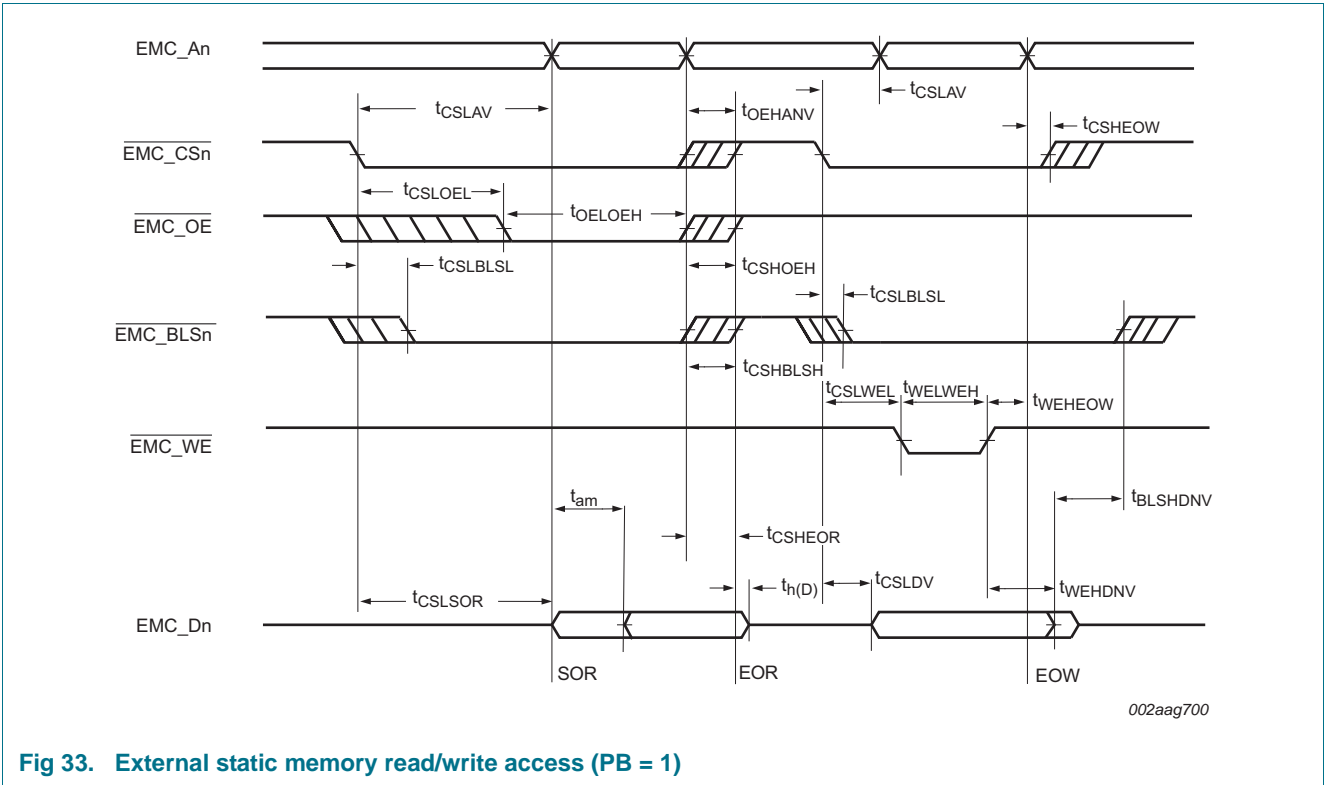 EMC_An
tCSLAV
tCSLAV
tOEHANV
tCSHEOW
EMC_CSn
tCSLOEL
tOELOEH
EMC_OE
tCSLBLSL
tCSHOEH
tCSLBLSL
EMC_BLSn
tCSHBLSH
tCSLWEL
tWELWEH
tWEHEOW
EMC_WE
tam
tBLSHDNV
tCSHEOR
th(D)
tCSLDV
tWEHDNV
tCSLSOR
EMC_Dn
SOR
EOR
EOW
002aag700
Fig 33. External static memory read/write access (PB = 1)